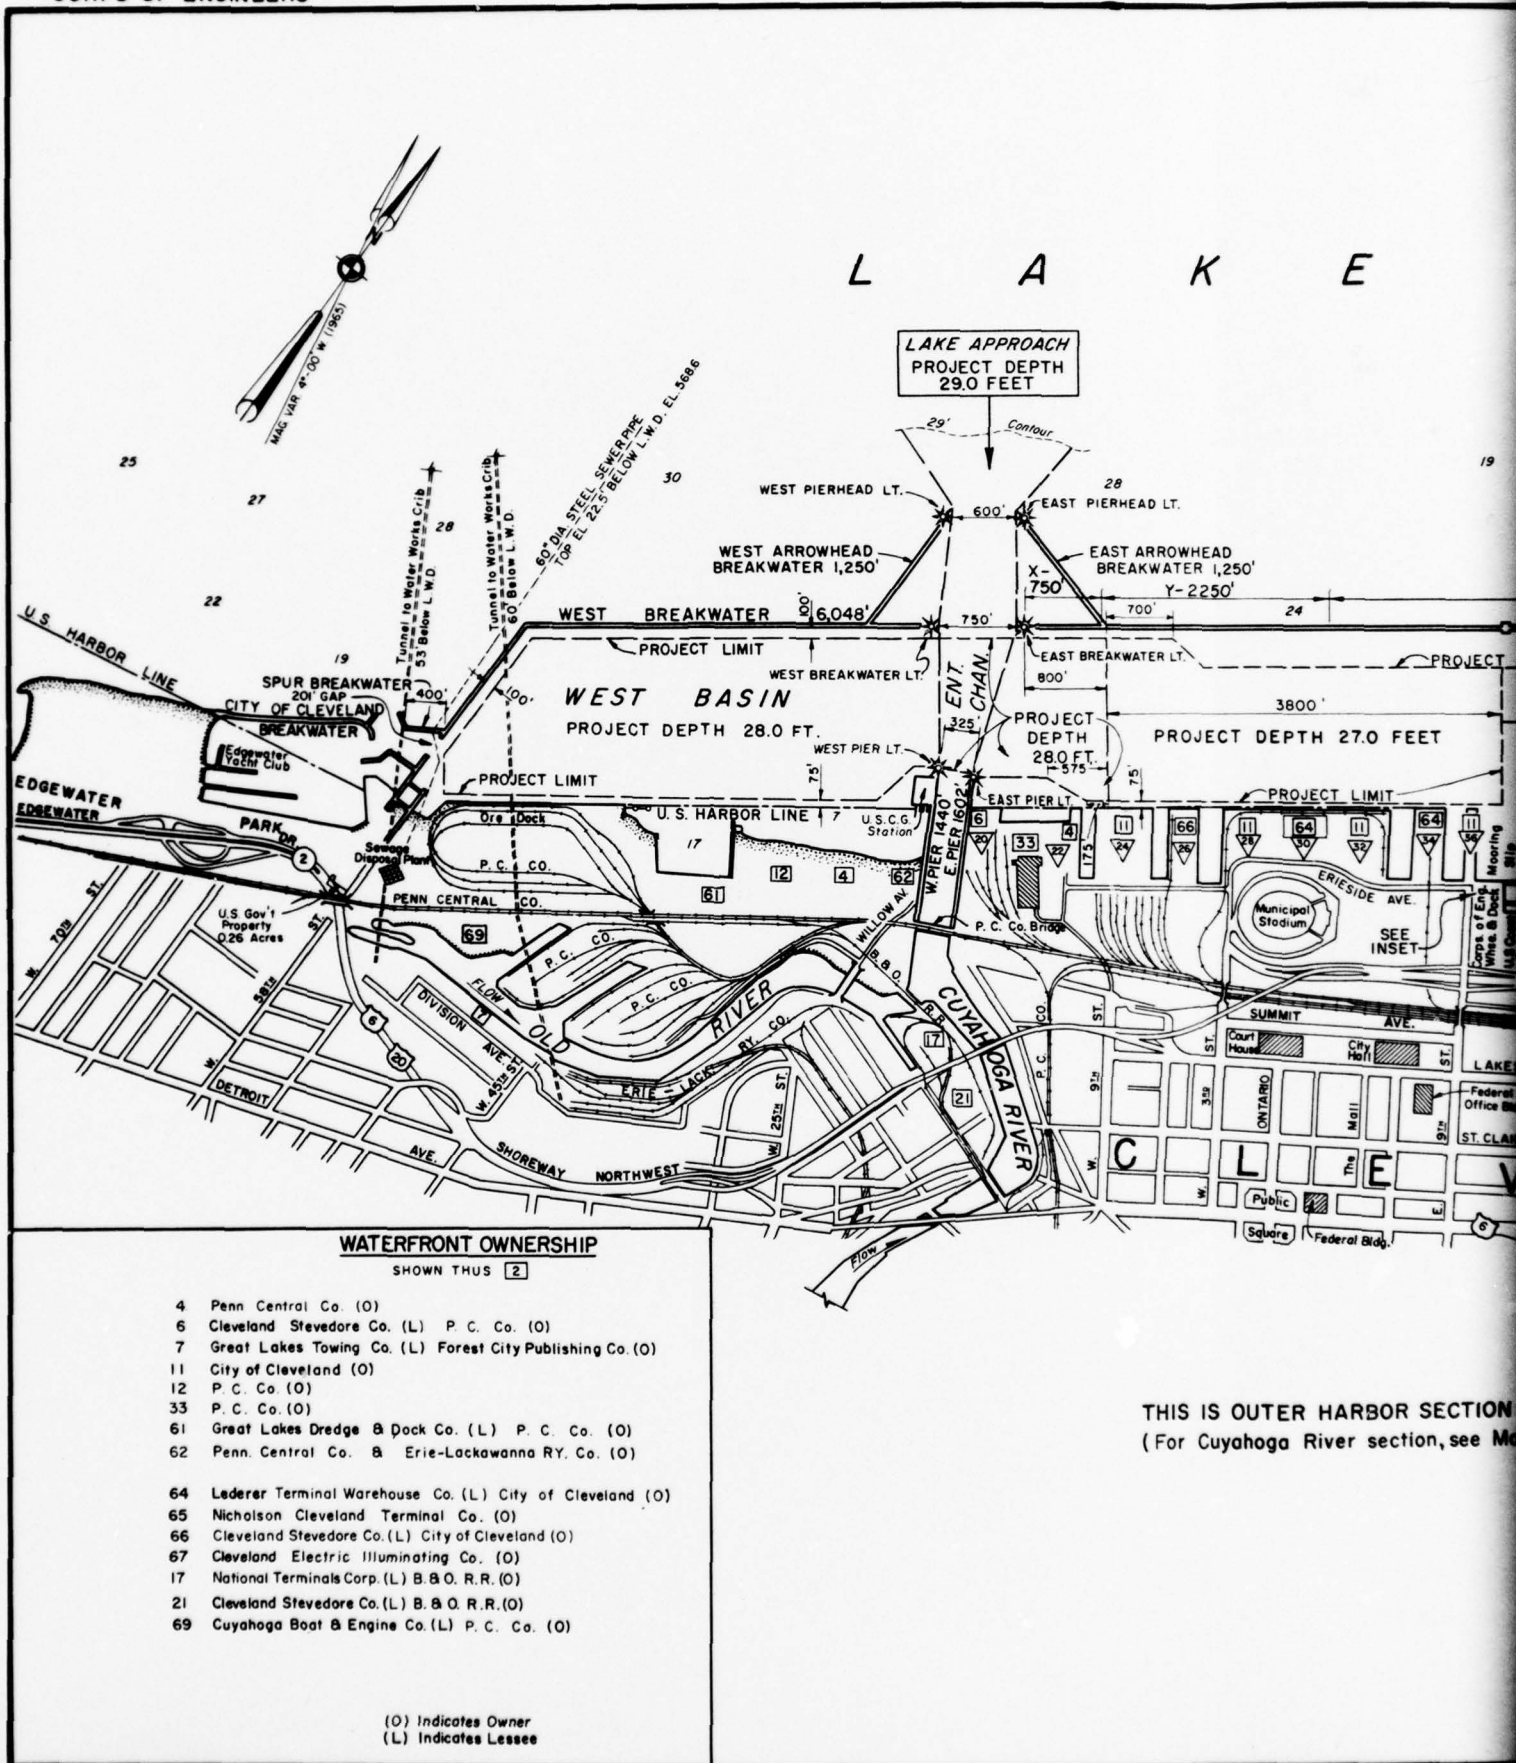 CORPS OF ENGINEERS
N
MAG VAR. 4°-00' W (1965)
L A K E
LAKE APPROACH
PROJECT DEPTH
29.0 FEET
29'
Contour
25
27
28
30
28
19
22
19
24
Tunnel to Water Works Crib
53' Below L.W.D.
Tunnel to Water Works Crib
60' Below L.W.D.
60" DIA. STEEL SEWER PIPE
TOP EL 22.5' BELOW L.W.D. EL. 568.6
WEST PIERHEAD LT.
600'
EAST PIERHEAD LT.
WEST ARROWHEAD
BREAKWATER 1,250'
EAST ARROWHEAD
BREAKWATER 1,250'
X-
750'
Y-2250'
700'
WEST BREAKWATER 6,048'
100'
750'
PROJECT LIMIT
WEST BREAKWATER LT.
EAST BREAKWATER LT.
PROJECT
800'
3800'
U.S. HARBOR LINE
SPUR BREAKWATER
201' GAP
400'
CITY OF CLEVELAND
BREAKWATER
100'
WEST BASIN
PROJECT DEPTH 28.0 FT.
ENT.
CHAN.
325'
PROJECT
DEPTH
28.0 FT.
575'
PROJECT DEPTH 27.0 FEET
WEST PIER LT.
EAST PIER LT.
75'
75'
PROJECT LIMIT
PROJECT LIMIT
Edgewater
Yacht Club
EDGEWATER
EDGEWATER
PARK
DR.
2
Sewage
Disposal Plant
Ore Dock
U.S. HARBOR LINE
7
U.S.C.G.
Station
W. PIER 1440'
E. PIER 1602'
17
P. C. CO.
61
12
4
62
6
20
33
4
22
175'
11
24
66
26
11
28
64
30
11
32
64
34
11
36
Mooring
Slip
Corps. of Eng.
Whse. & Dock
ERIESIDE AVE.
Municipal
Stadium
SEE
INSET
PENN CENTRAL CO.
U.S. Gov't
Property
0.26 Acres
W. 70TH ST.
W. 58TH ST.
69
P. C. CO.
P. C. CO.
WILLOW AV.
P. C. Co. Bridge
B. & O. R.R.
FLOW
7
OLD RIVER
DIVISION AVE.
W. 45TH ST.
6
20
ERIE - LACK. RY. CO.
W. 25TH ST.
17
21
CUYAHOGA RIVER
P. C. CO.
W. 9TH ST.
W. 3RD ST.
SUMMIT AVE.
Court
House
City
Hall
ONTARIO
The Mall
E. 9TH ST.
Federal
ST.
DETROIT AVE.
SHOREWAY NORTHWEST
C L E
Public
Square
Federal Bldg.
6
Flow
WATERFRONT OWNERSHIP
SHOWN THUS 2
4 Penn Central Co. (O)
6 Cleveland Stevedore Co. (L) P. C. Co. (O)
7 Great Lakes Towing Co. (L) Forest City Publishing Co. (O)
11 City of Cleveland (O)
12 P. C. Co. (O)
33 P. C. Co. (O)
61 Great Lakes Dredge & Dock Co. (L) P. C. Co. (O)
62 Penn. Central Co. & Erie-Lackawanna RY. Co. (O)
64 Lederer Terminal Warehouse Co. (L) City of Cleveland (O)
65 Nicholson Cleveland Terminal Co. (O)
66 Cleveland Stevedore Co. (L) City of Cleveland (O)
67 Cleveland Electric Illuminating Co. (O)
17 National Terminals Corp. (L) B. & O. R.R. (O)
21 Cleveland Stevedore Co. (L) B. & O. R.R. (O)
69 Cuyahoga Boat & Engine Co. (L) P. C. Co. (O)
(O) Indicates Owner
(L) Indicates Lessee
THIS IS OUTER HARBOR SECTION
(For Cuyahoga River section, see